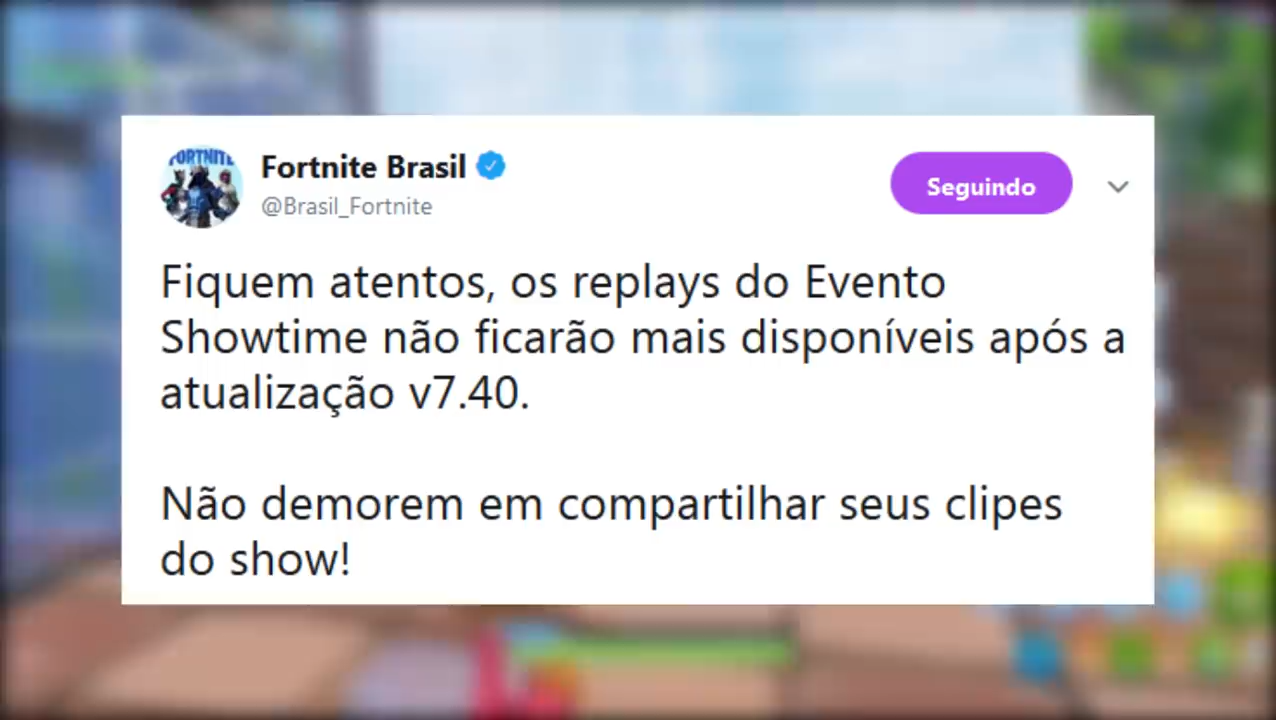 FORTNITE
Fortnite Brasil
@Brasil_Fortnite
Seguindo
Fiquem atentos, os replays do Evento
Showtime não ficarão mais disponíveis após a
atualização v7.40.
Não demorem em compartilhar seus clipes
do show!